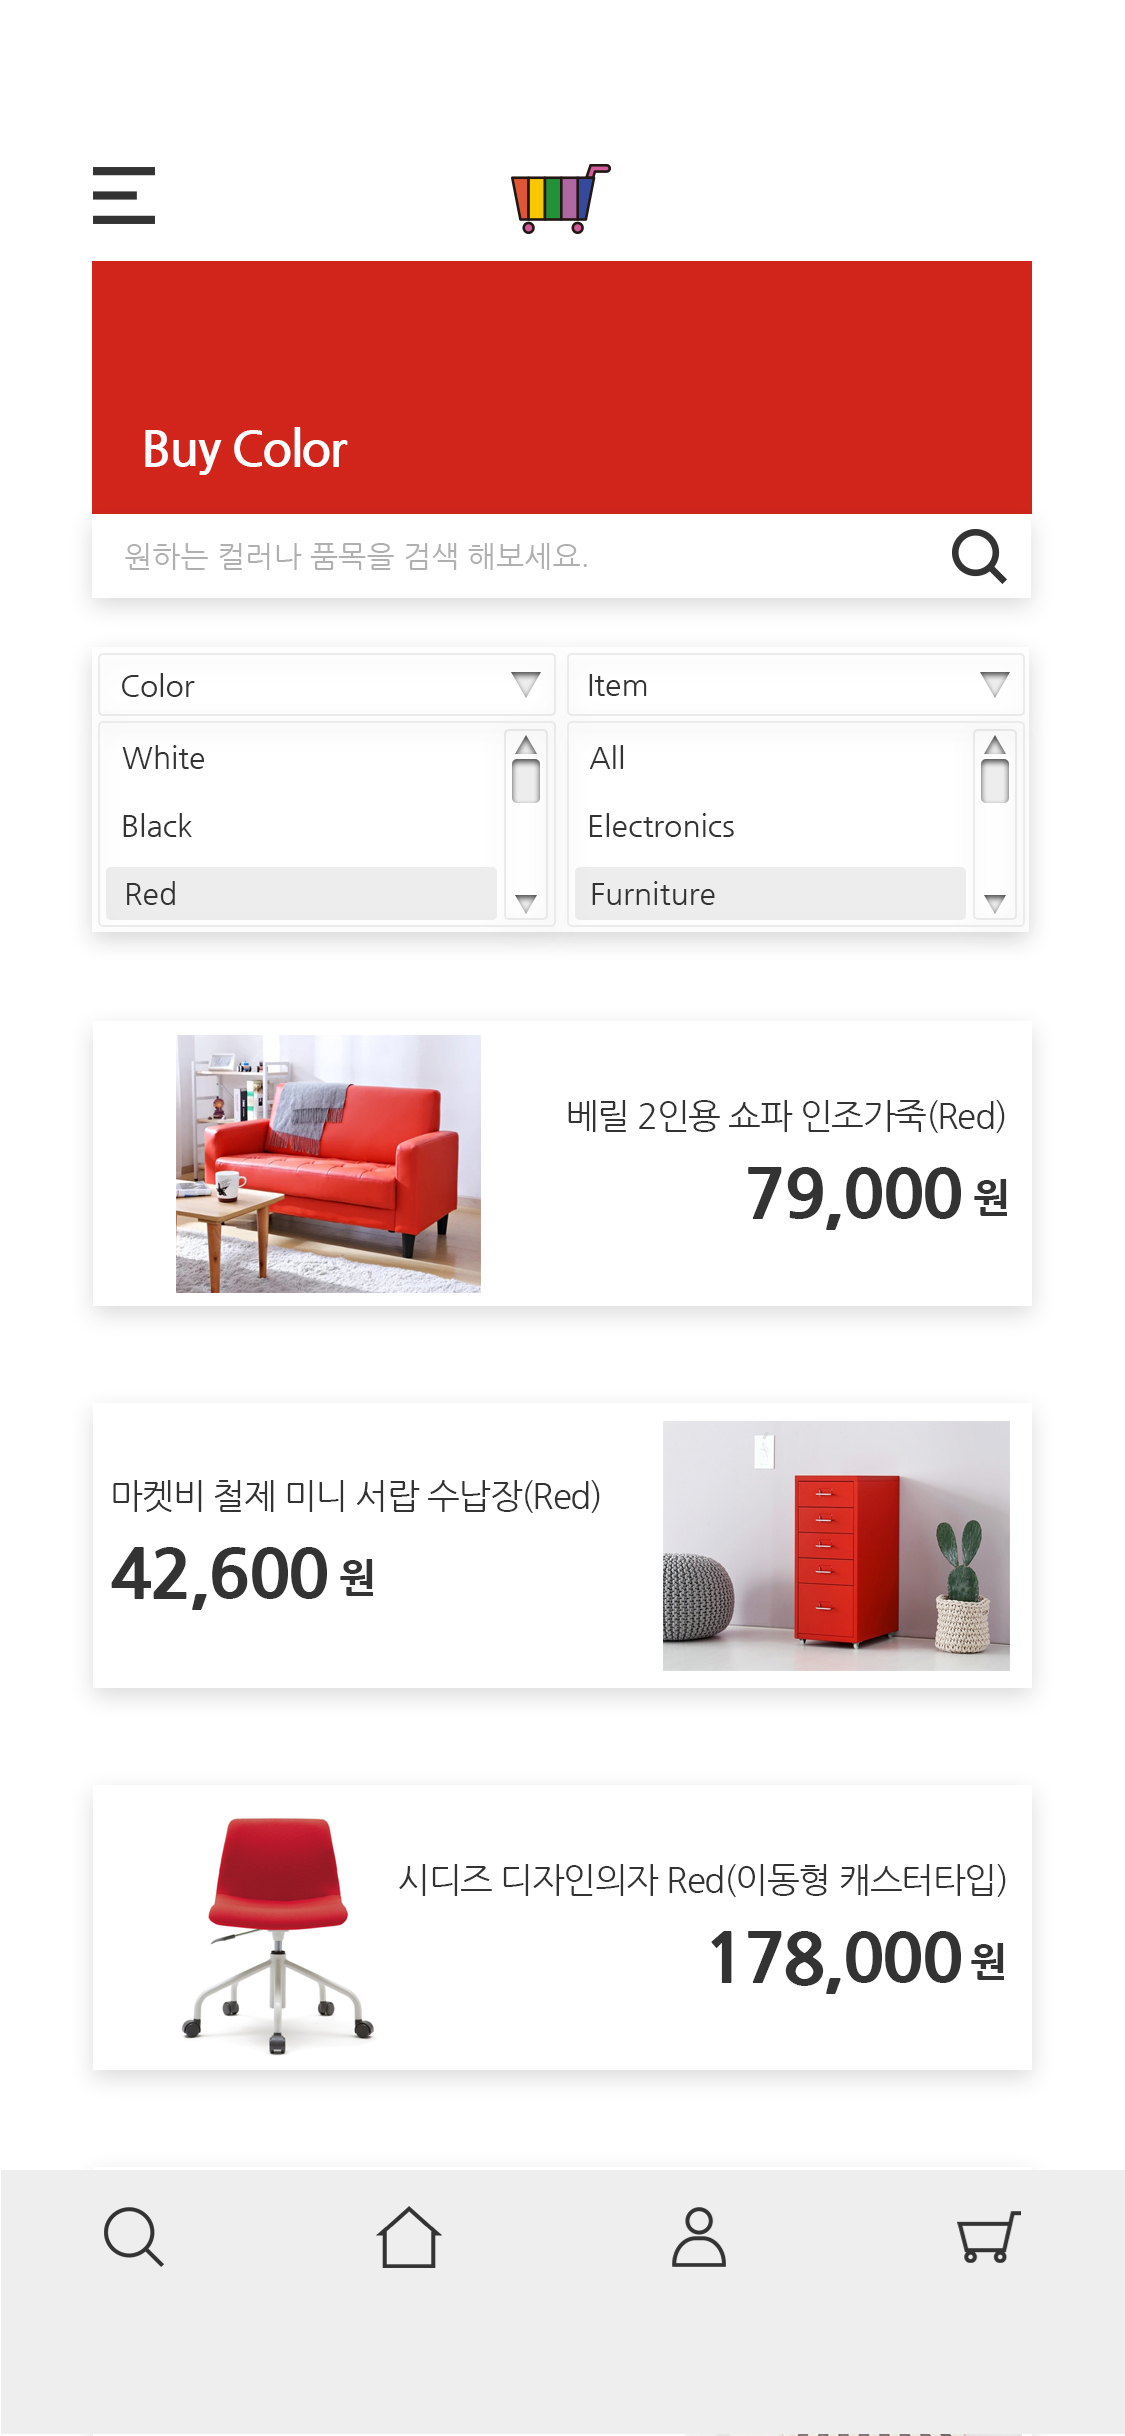 Buy Color
원하는 컬러나 품목을 검색 해보세요.
Color
Item
White
All
Black
Electronics
Red
Furniture
베릴 2인용 쇼파 인조가죽(Red)
79,000 원
마켓비 철제 미니 서랍 수납장(Red)
42,600 원
시디즈 디자인의자 Red(이동형 캐스터타입)
178,000 원